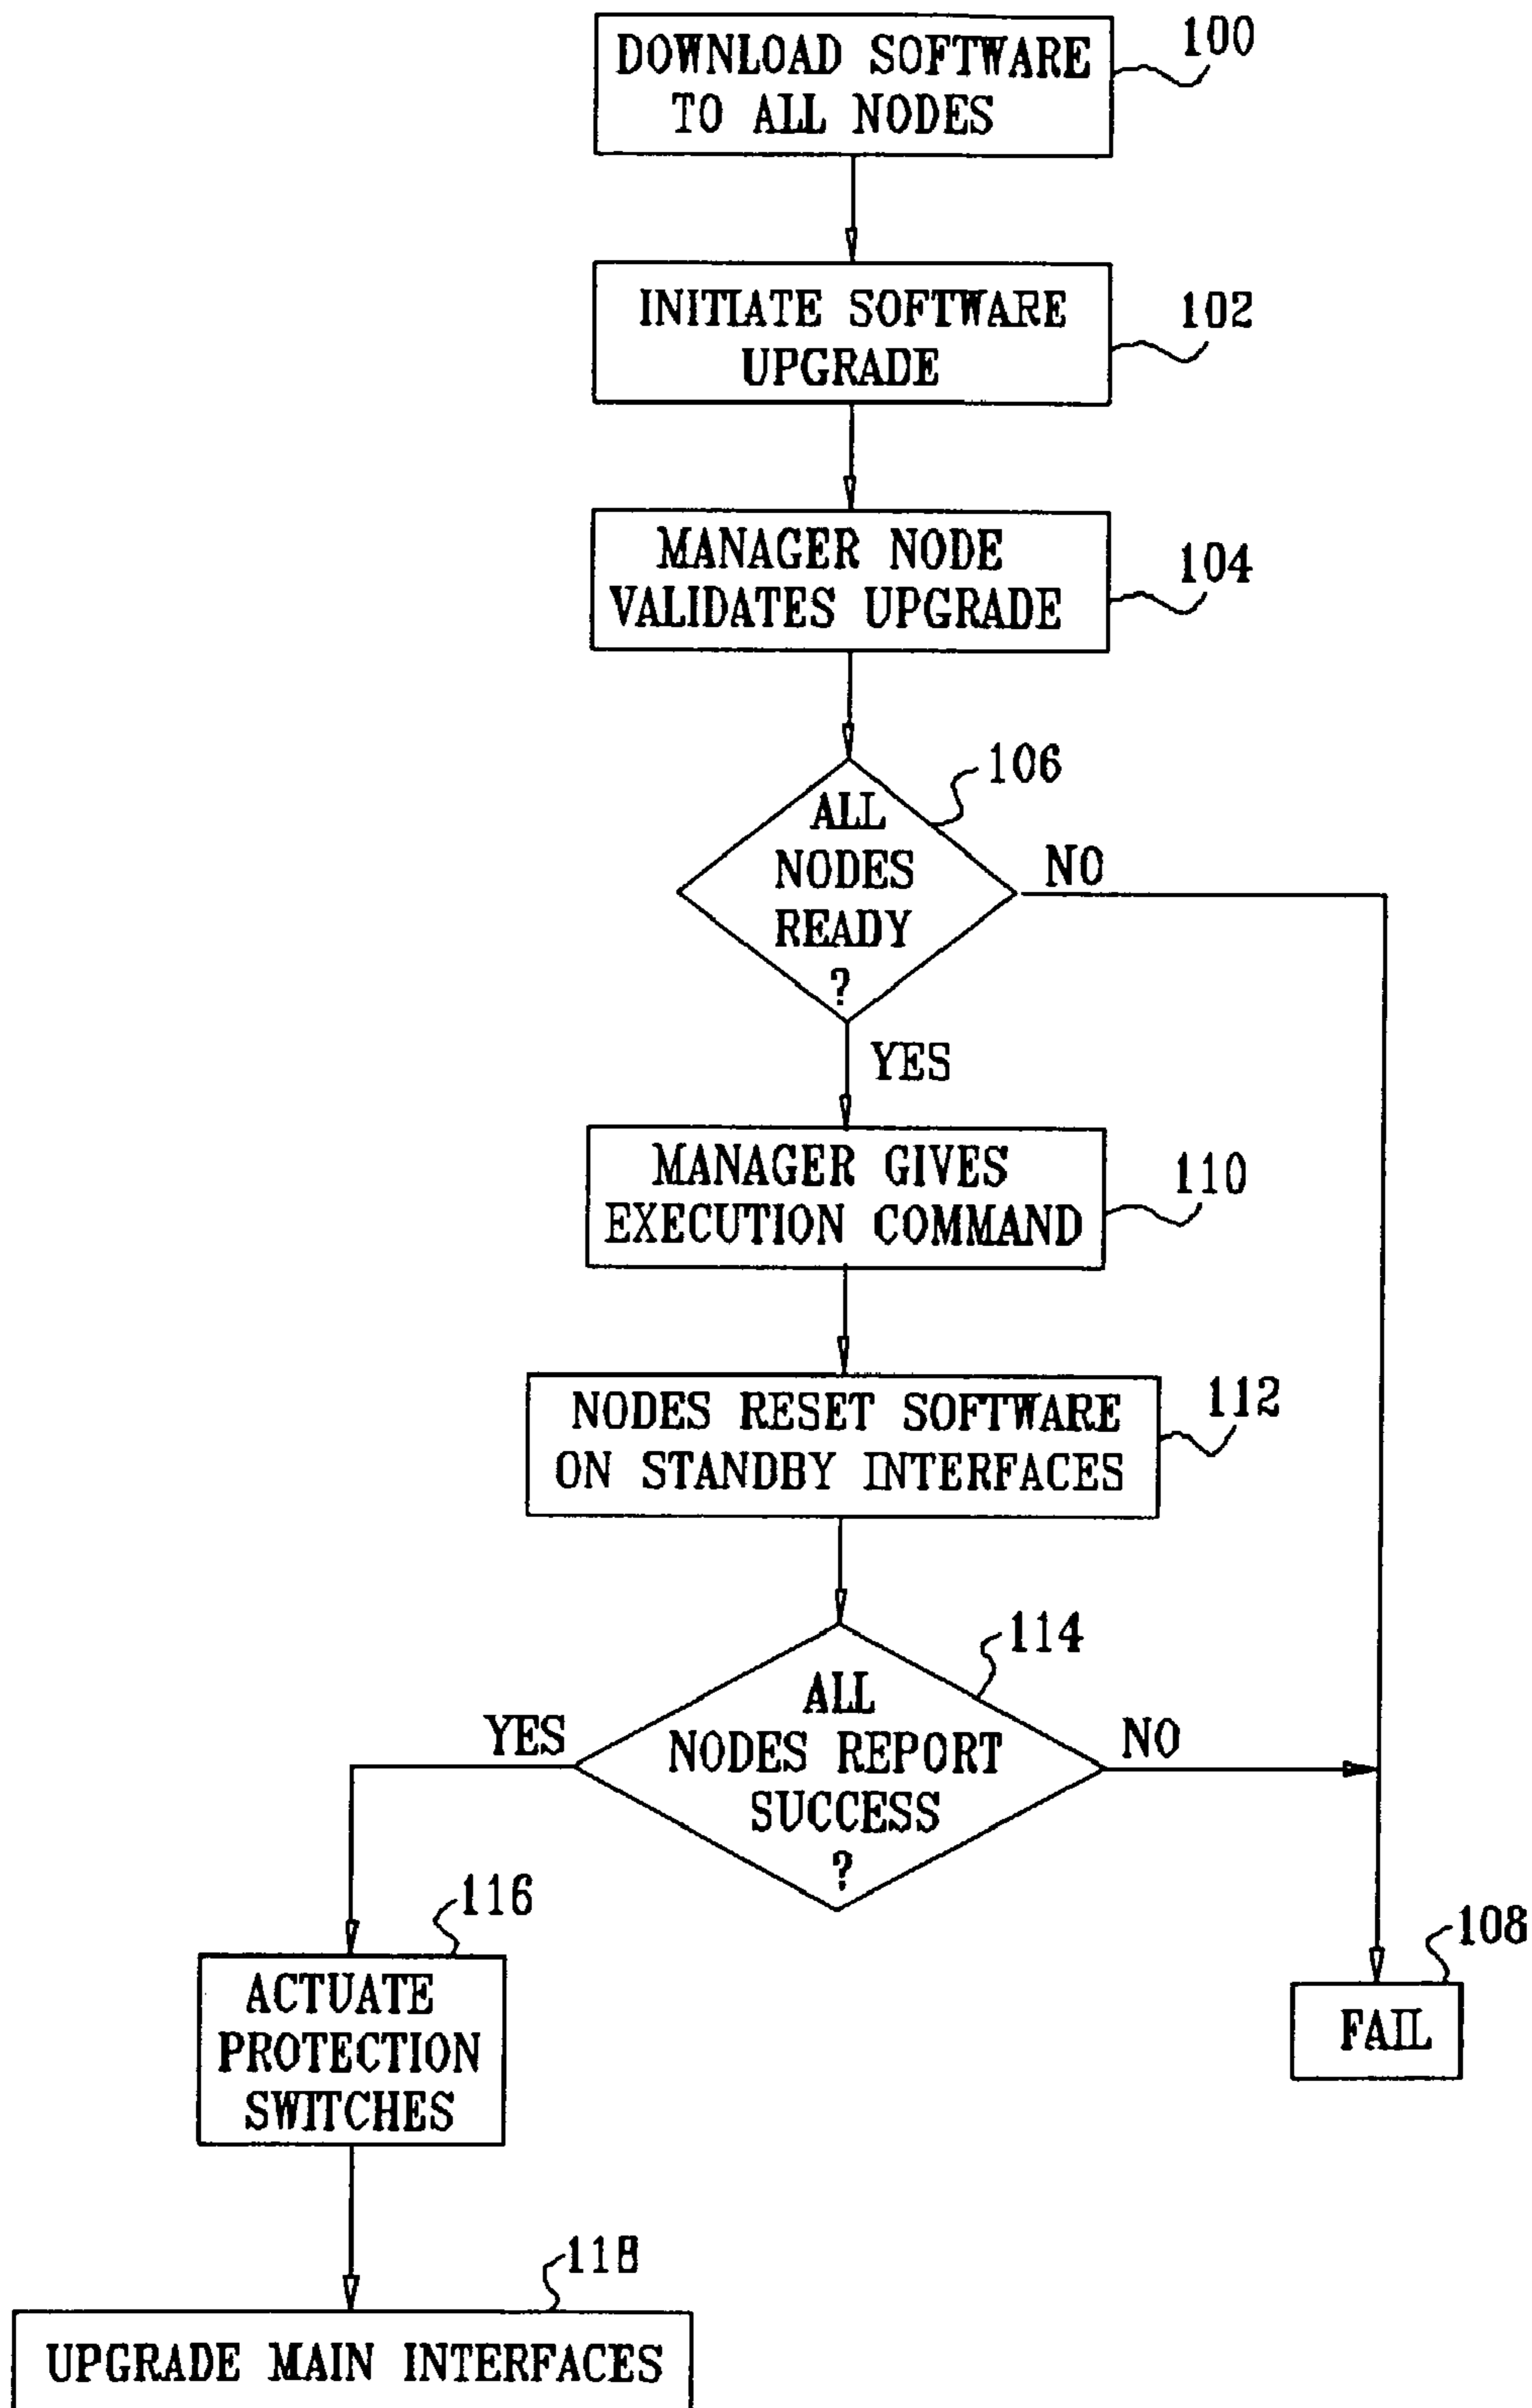 DOWNLOAD SOFTWARE
TO ALL NODES
100
INITIATE SOFTWARE
UPGRADE
102
MANAGER NODE
VALIDATES UPGRADE
104
106
ALL
NODES
READY
?
NO
YES
MANAGER GIVES
EXECUTION COMMAND
110
NODES RESET SOFTWARE
ON STANDBY INTERFACES
112
114
ALL
NODES REPORT
SUCCESS
?
YES
NO
116
ACTUATE
PROTECTION
SWITCHES
108
FAIL
118
UPGRADE MAIN INTERFACES